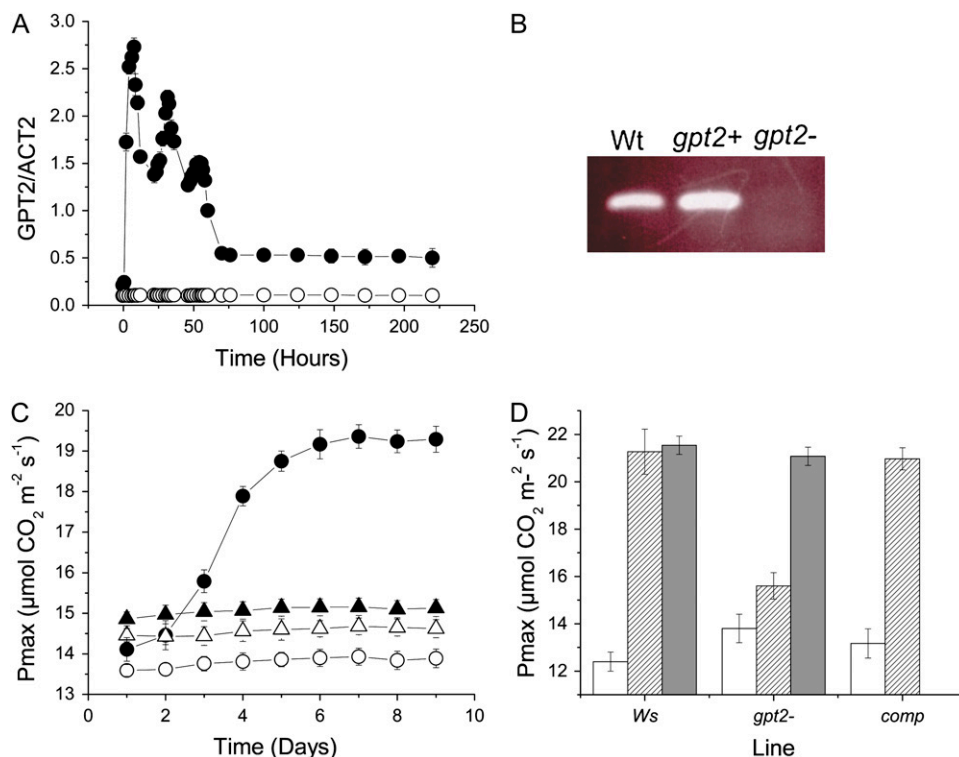 A
3.0
2.5
2.0
1.5
1.0
0.5
0.0
GPT2/ACT2
0 50 100 150 200 250
Time (Hours)
B
Wt gpt2+ gpt2-
C
20
19
18
17
16
15
14
13
Pmax (µmol CO2 m-2 s-1)
0 2 4 6 8 10
Time (Days)
D
22
20
18
16
14
12
Pmax (µmol CO2 m-2 s-1)
Ws gpt2- comp
Line